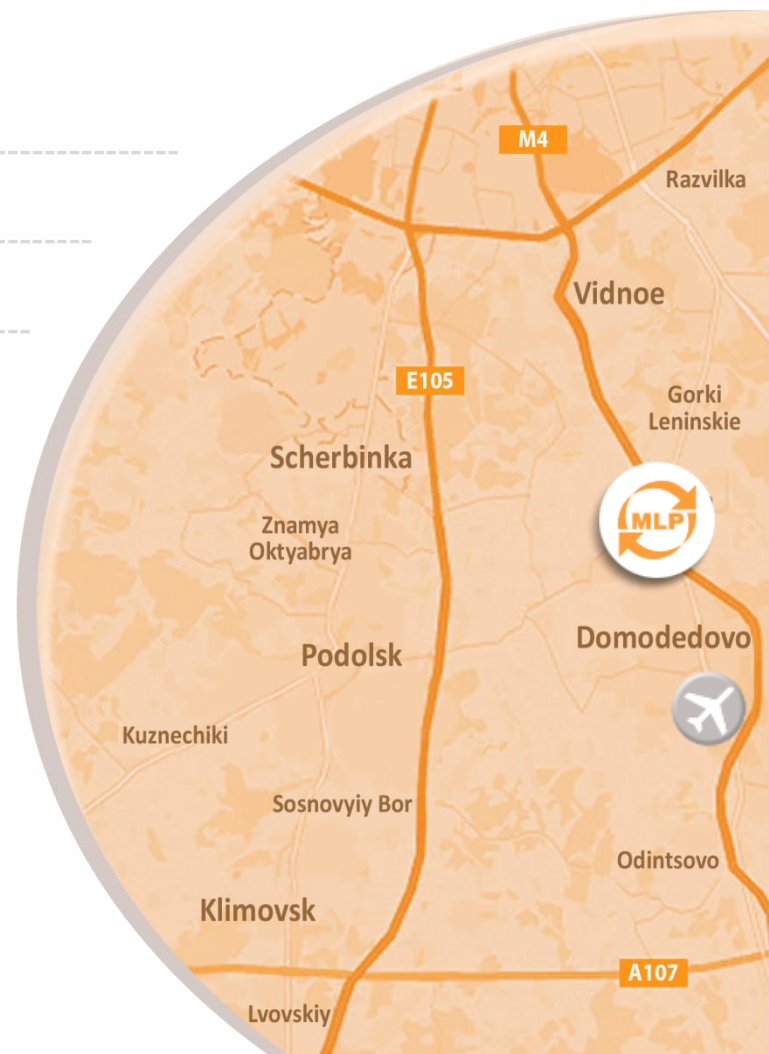 M4
Razvilka
Vidnoe
E105
Gorki
Leninskie
Scherbinka
MLP
Znamya
Oktyabrya
Domodedovo
Podolsk
Kuznechiki
Sosnovyiy Bor
Odintsovo
Klimovsk
A107
Lvovskiy